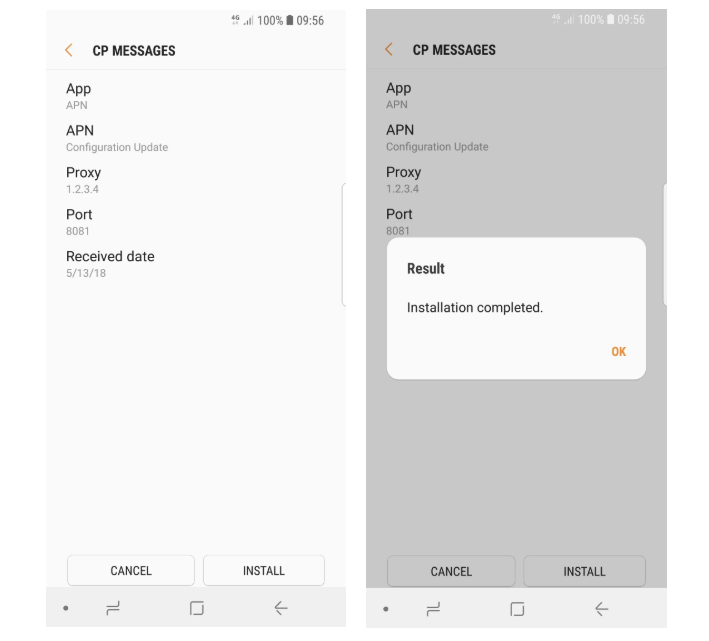 4G 100% 09:56
CP MESSAGES
App
APN
APN
Configuration Update
Proxy
1.2.3.4
Port
8081
Received date
5/13/18
CANCEL INSTALL
4G 100% 09:56
CP MESSAGES
App
APN
APN
Configuration Update
Proxy
1.2.3.4
Port
8081
Result
Installation completed.
OK
CANCEL INSTALL